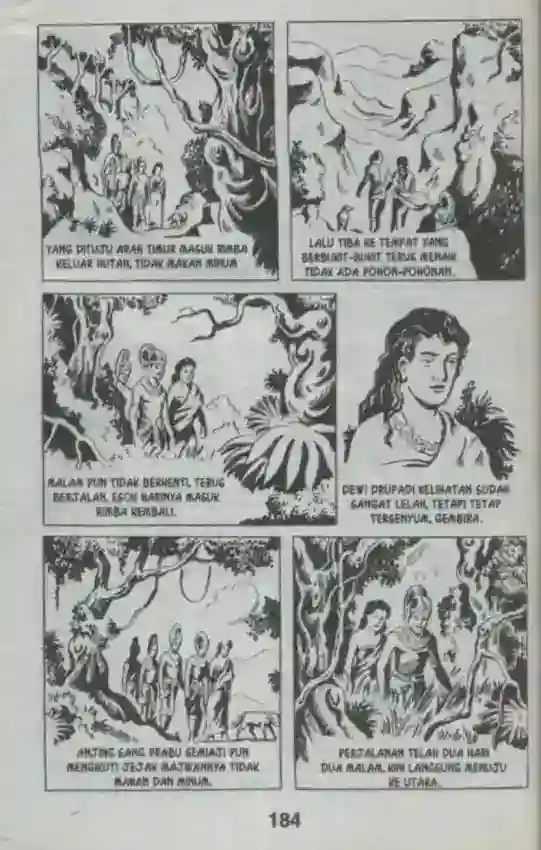 YANG DITUJU ARAH TIMUR MASUK RIMBA
KELUAR HUTAN, TIDAK MAKAN MINUM
LALU TIBA KE TEMPAT YANG
BERBUKIT-BUKIT TERUS MENAIK
TIDAK ADA POHON-POHONAN.
MALAM PUN TIDAK BERHENTI, TERUS
BERJALAN, ESOK HARINYA MASUK
RIMBA KEMBALI.
DEWI DRUPADI KELIHATAN SUDAH
SANGAT LELAH, TETAPI TETAP
TERSENYUM, GEMBIRA.
ANJING SANG PRABU SEMIAJI PUN
MENGIKUTI JEJAK MAJIKANNYA TIDAK
MAKAN DAN MINUM.
PERJALANAN TELAH DUA HARI
DUA MALAM, KINI LANGSUNG MENUJU
KE UTARA.
184